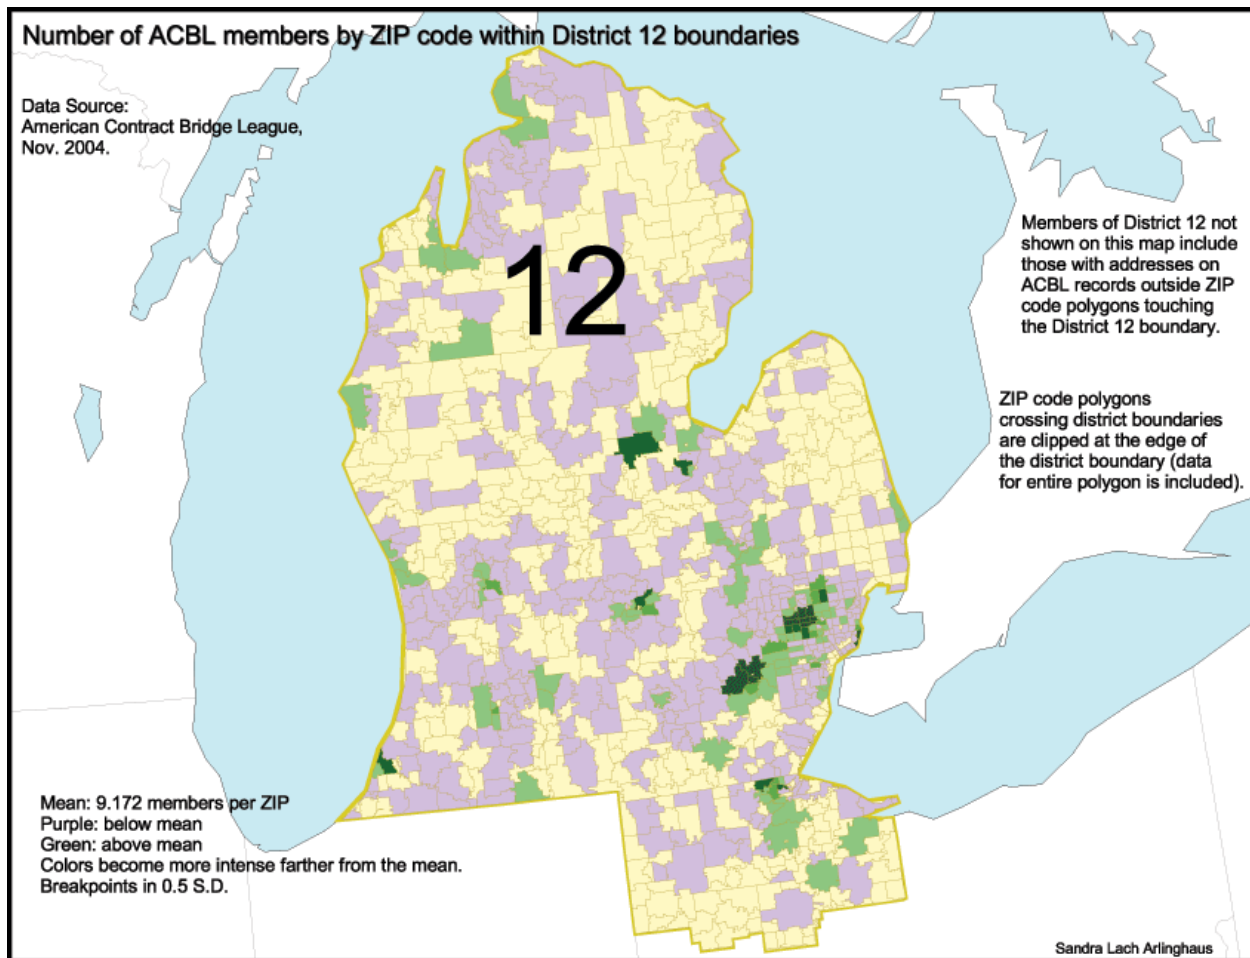 Number of ACBL members by ZIP code within District 12 boundaries
Data Source:
American Contract Bridge League,
Nov. 2004.
12
Members of District 12 not
shown on this map include
those with addresses on
ACBL records outside ZIP
code polygons touching
the District 12 boundary.
ZIP code polygons
crossing district boundaries
are clipped at the edge of
the district boundary (data
for entire polygon is included).
Mean: 9.172 members per ZIP
Purple: below mean
Green: above mean
Colors become more intense farther from the mean.
Breakpoints in 0.5 S.D.
Sandra Lach Arlinghaus